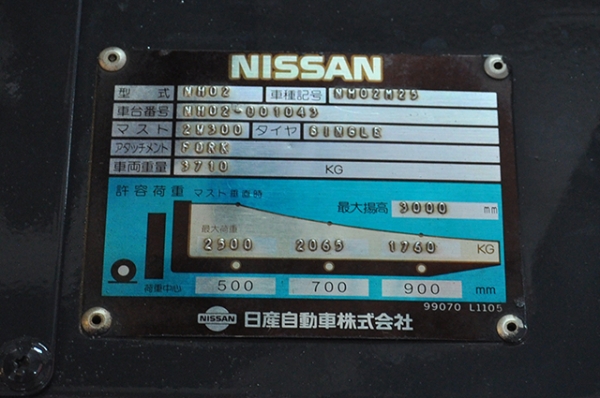 NISSAN
型式 NH02 車種記号 NM02M25
車台番号 NH02-001043
マスト 2W300 タイヤ SINGLE
アタッチメント FORK
車両重量 3710 KG
許容荷重 マスト垂直時
最大揚高 3000 mm
最大荷重
2500 2065 1760 KG
荷重中心 500 700 900 mm
99070 L1105
NISSAN 日産自動車株式会社